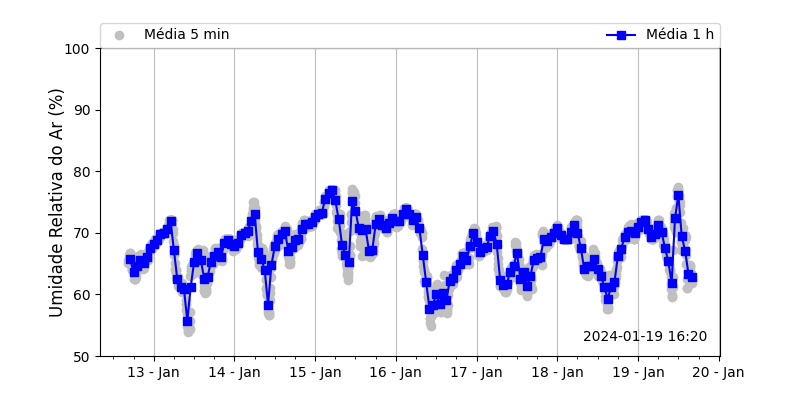 Média 5 min
Média 1 h
Umidade Relativa do Ar (%)
100
90
80
70
60
50
2024-01-19 16:20
13 - Jan
14 - Jan
15 - Jan
16 - Jan
17 - Jan
18 - Jan
19 - Jan
20 - Jan